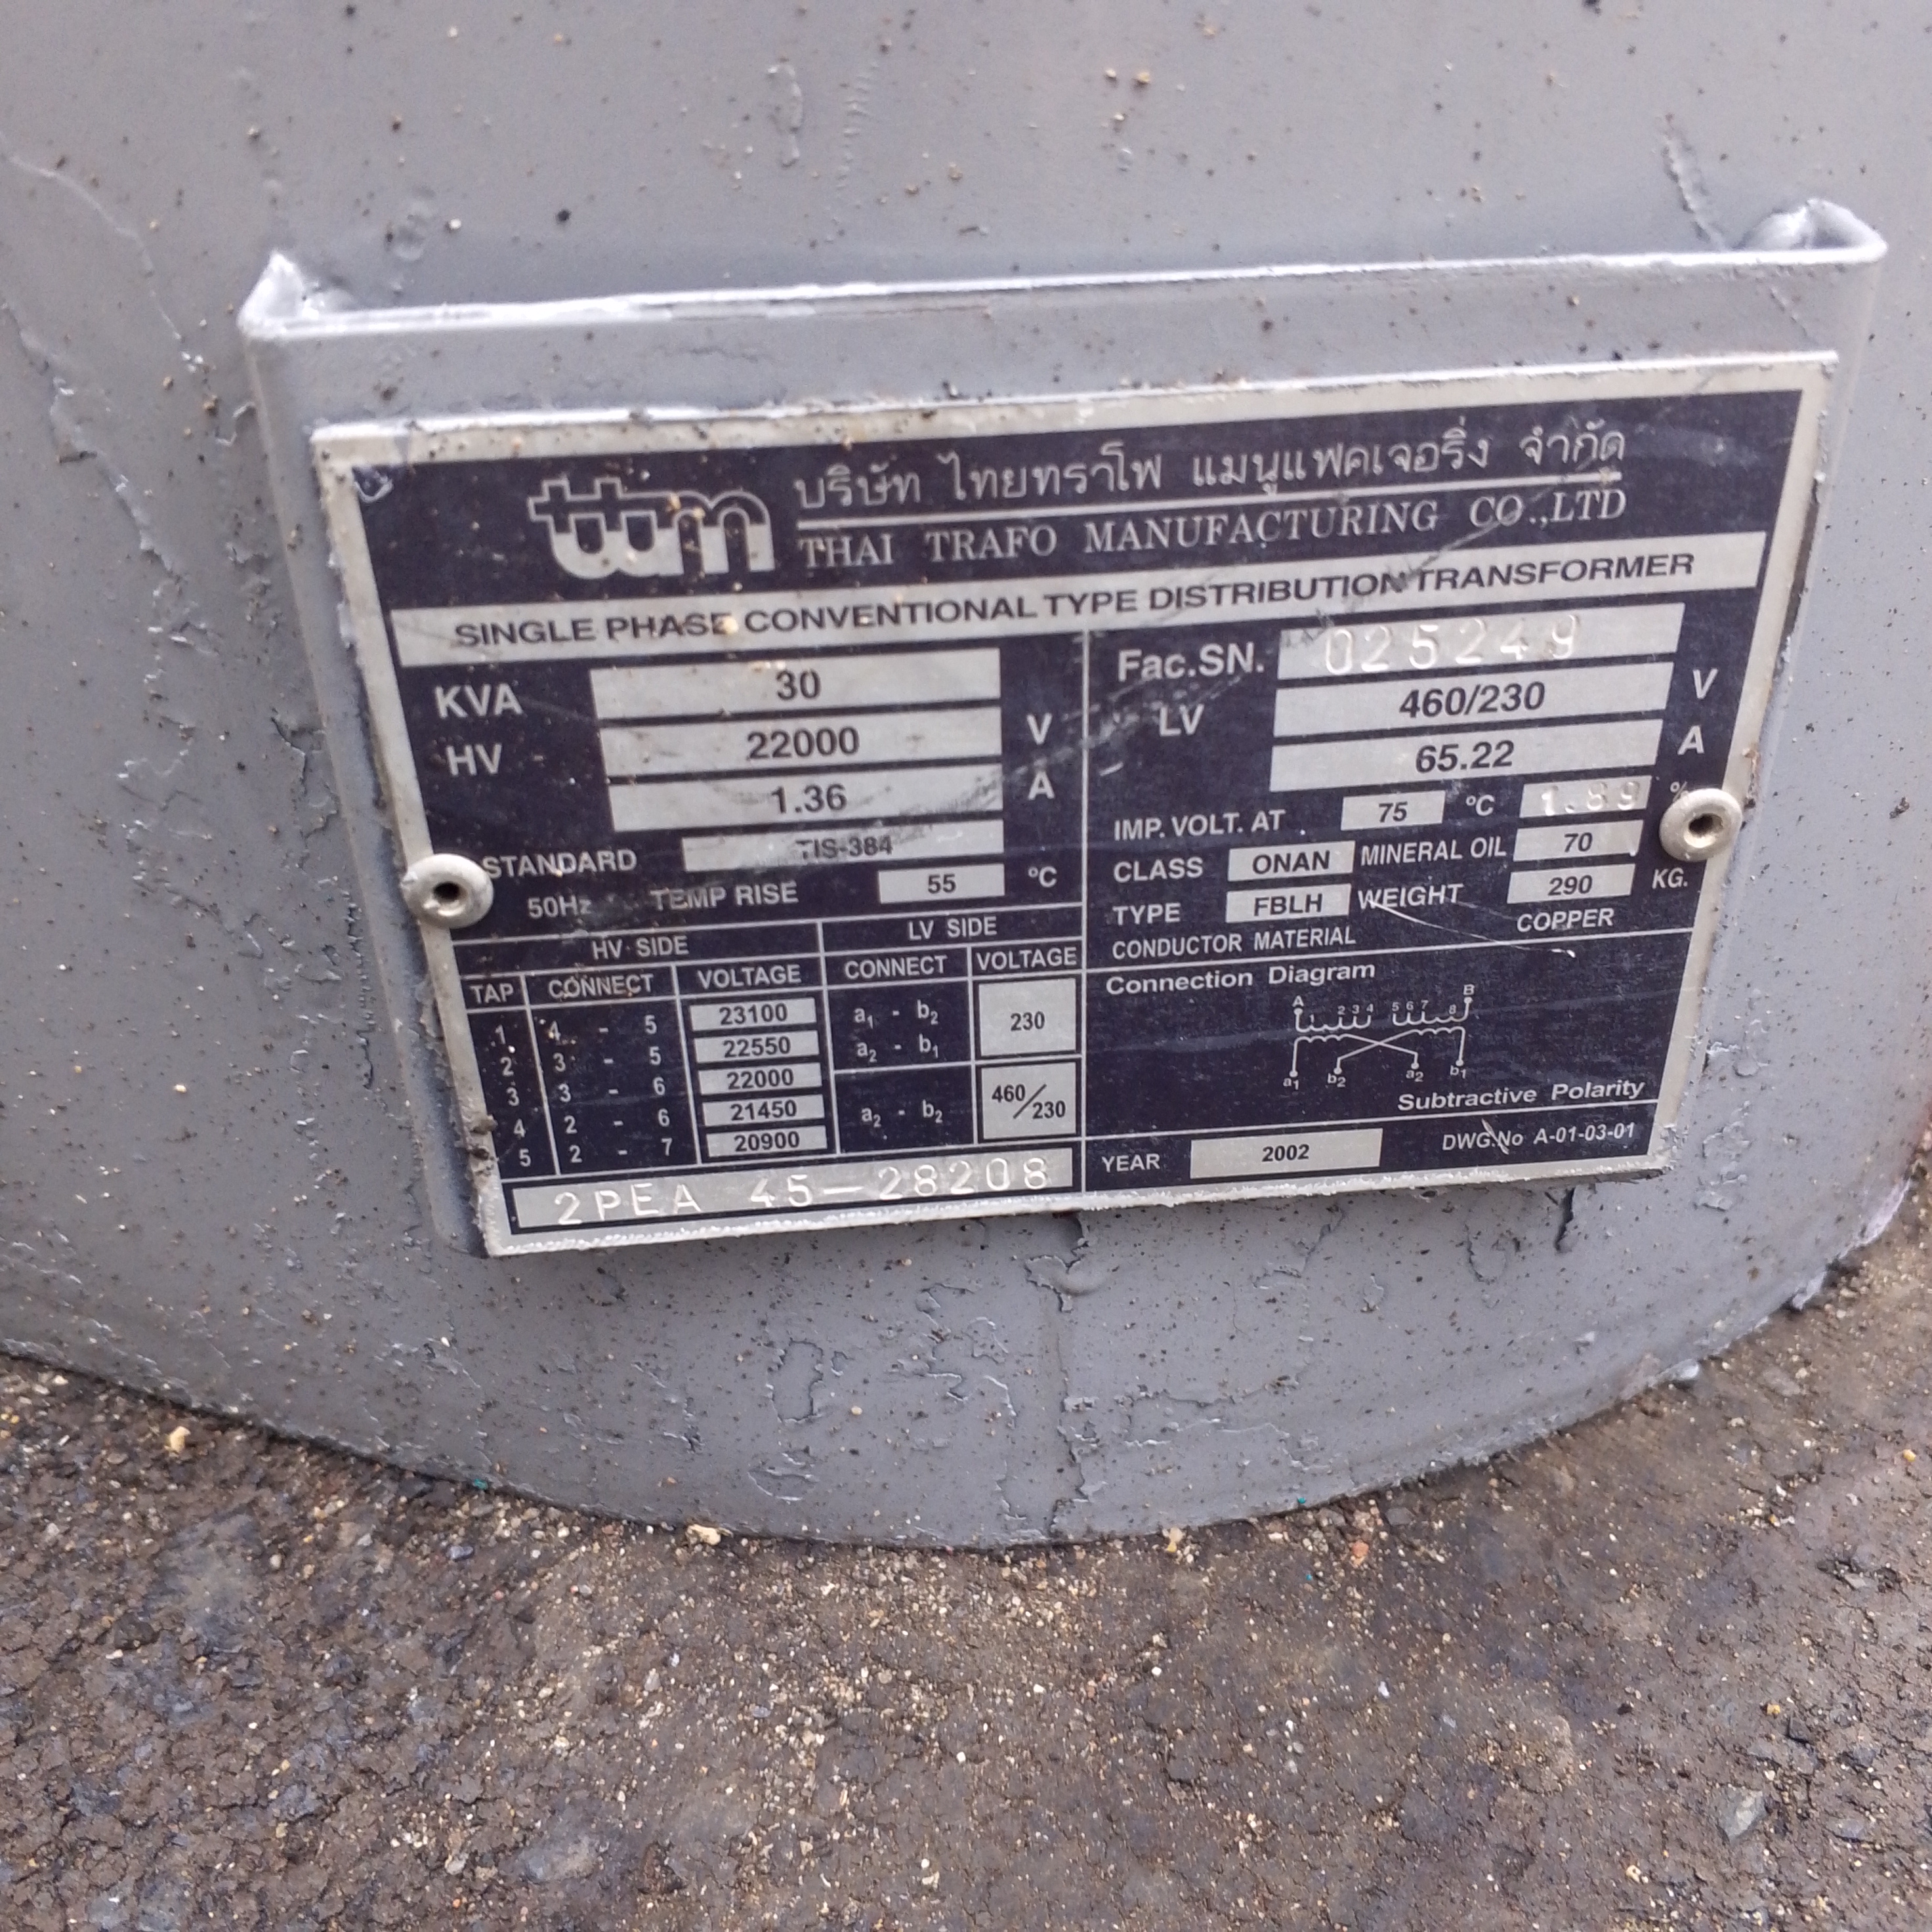 ttm บริษัท ไทยทราโฟ แมนูแฟคเจอริ่ง จำกัด
THAI TRAFO MANUFACTURING CO.,LTD
SINGLE PHASE CONVENTIONAL TYPE DISTRIBUTION TRANSFORMER
KVA 30
HV 22000 V
1.36 A
STANDARD TIS-384
50Hz TEMP RISE 55 °C
HV SIDE LV SIDE
TAP CONNECT VOLTAGE CONNECT VOLTAGE
1 4 - 5 23100 a1 - b2 230
2 3 - 5 22550 a2 - b1
3 3 - 6 22000
4 2 - 6 21450 a2 - b2 460/230
5 2 - 7 20900
2PEA 45-28208
Fac.SN. 025249
LV 460/230 V
65.22 A
IMP. VOLT. AT 75 °C 1.89 %
CLASS ONAN MINERAL OIL 70
TYPE FBLH WEIGHT 290 KG.
CONDUCTOR MATERIAL COPPER
Connection Diagram
A B
1 2 3 4 5 6 7 8
a1 b2 a2 b1
Subtractive Polarity
YEAR 2002 DWG.No A-01-03-01